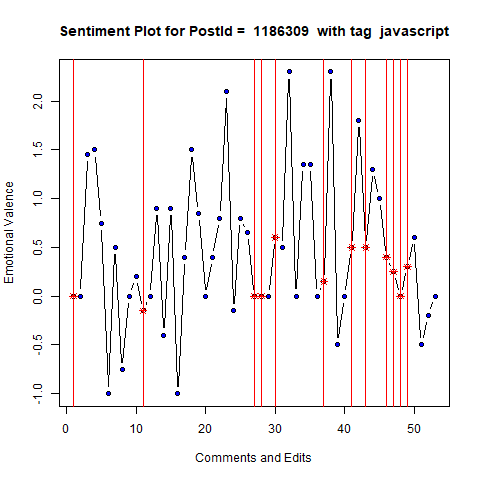 Sentiment Plot for PostId = 1186309 with tag javascript
Emotional Valence
2.0
1.5
1.0
0.5
0.0
-0.5
-1.0
0 10 20 30 40 50
Comments and Edits